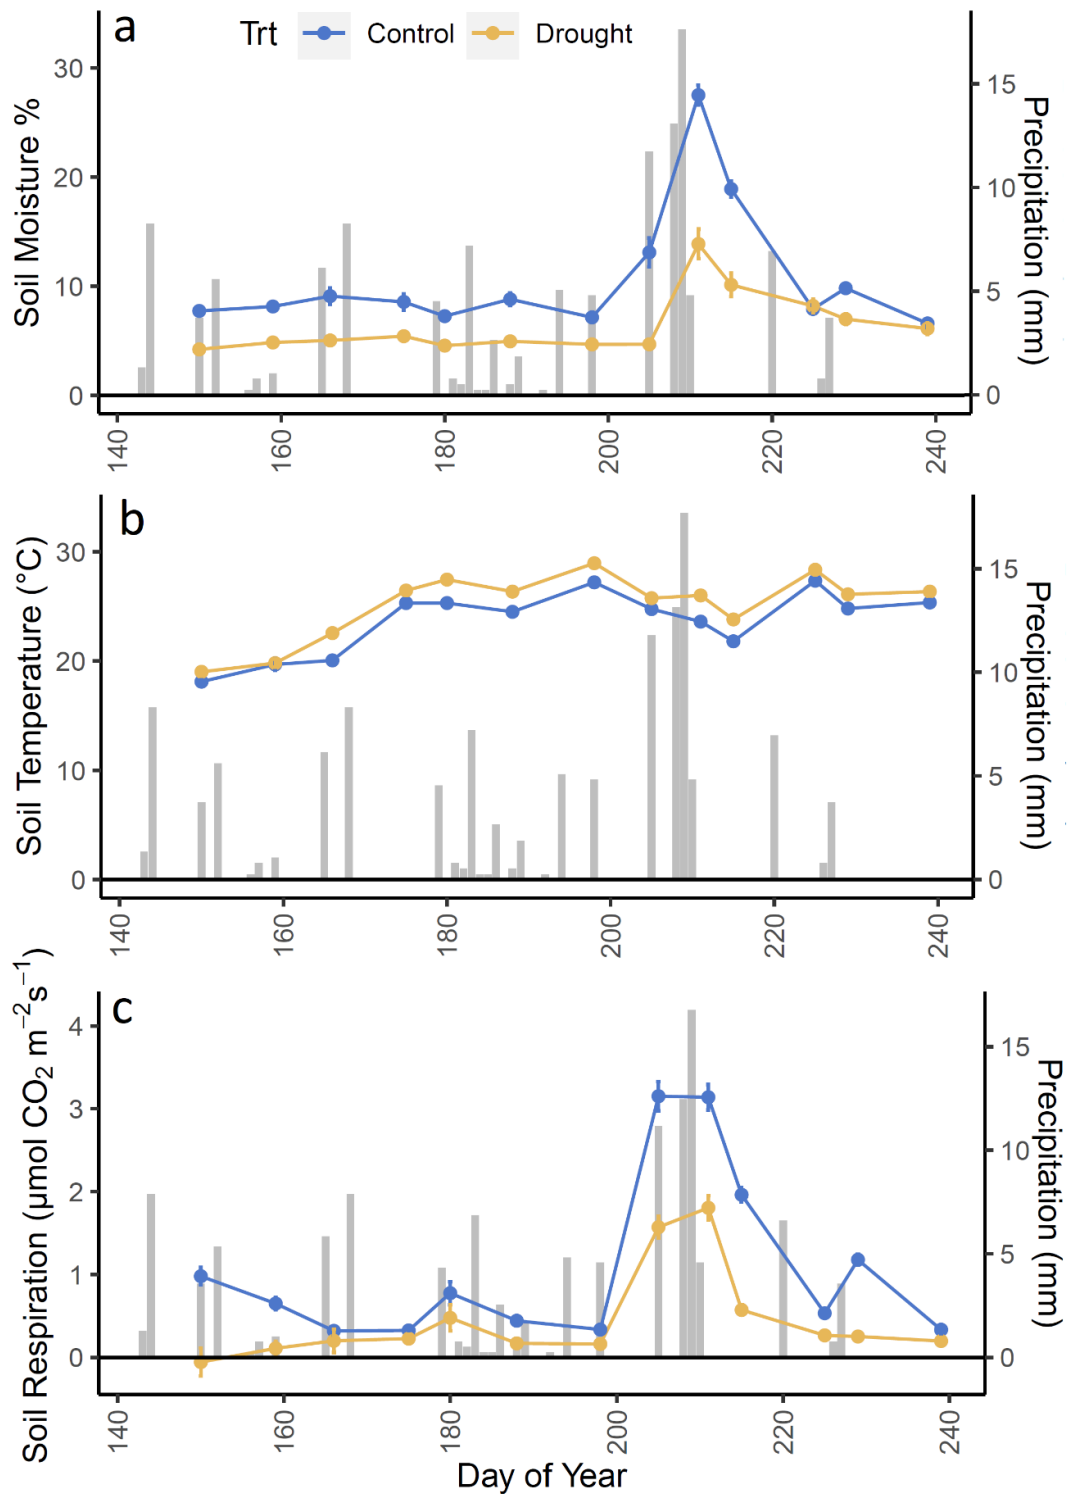 a
Trt Control Drought
Soil Moisture %
30
20
10
0
15
10
5
0
Precipitation (mm)
140 160 180 200 220 240
b
Soil Temperature (°C)
30
20
10
0
15
10
5
0
Precipitation (mm)
140 160 180 200 220 240
c
Soil Respiration (μmol CO₂ m⁻²s⁻¹)
4
3
2
1
0
15
10
5
0
Precipitation (mm)
140 160 180 200 220 240
Day of Year